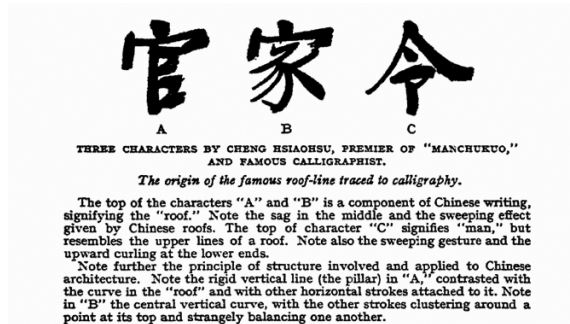 官 家 令
A B C
THREE CHARACTERS BY CHENG HSIAOHSU, PREMIER OF "MANCHUKUO,"
AND FAMOUS CALLIGRAPHIST.
The origin of the famous roof-line traced to calligraphy.
The top of the characters "A" and "B" is a component of Chinese writing,
signifying the "roof." Note the sag in the middle and the sweeping effect
given by Chinese roofs. The top of character "C" signifies "man," but
resembles the upper lines of a roof. Note also the sweeping gesture and the
upward curling at the lower ends.
Note further the principle of structure involved and applied to Chinese
architecture. Note the rigid vertical line (the pillar) in "A," contrasted with
the curve in the "roof" and with other horizontal strokes attached to it. Note
in "B" the central vertical curve, with the other strokes clustering around a
point at its top and strangely balancing one another.